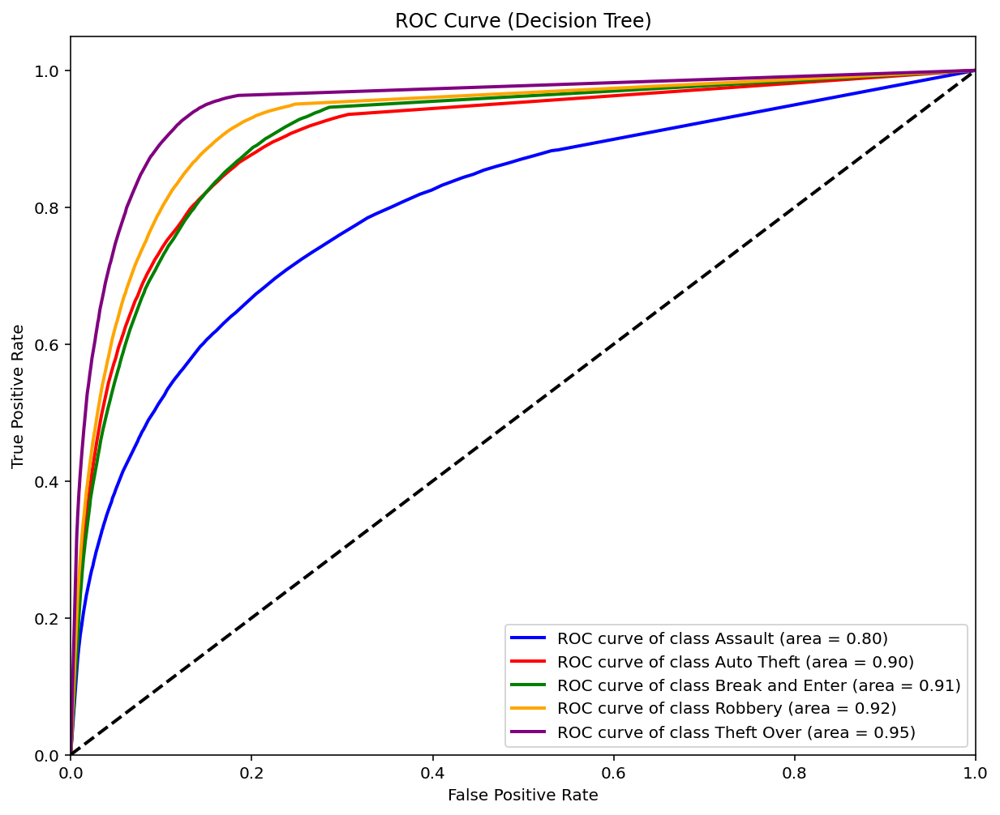 ROC Curve (Decision Tree)
True Positive Rate
1.0
0.8
0.6
0.4
0.2
0.0
0.0 0.2 0.4 0.6 0.8 1.0
False Positive Rate
ROC curve of class Assault (area = 0.80)
ROC curve of class Auto Theft (area = 0.90)
ROC curve of class Break and Enter (area = 0.91)
ROC curve of class Robbery (area = 0.92)
ROC curve of class Theft Over (area = 0.95)